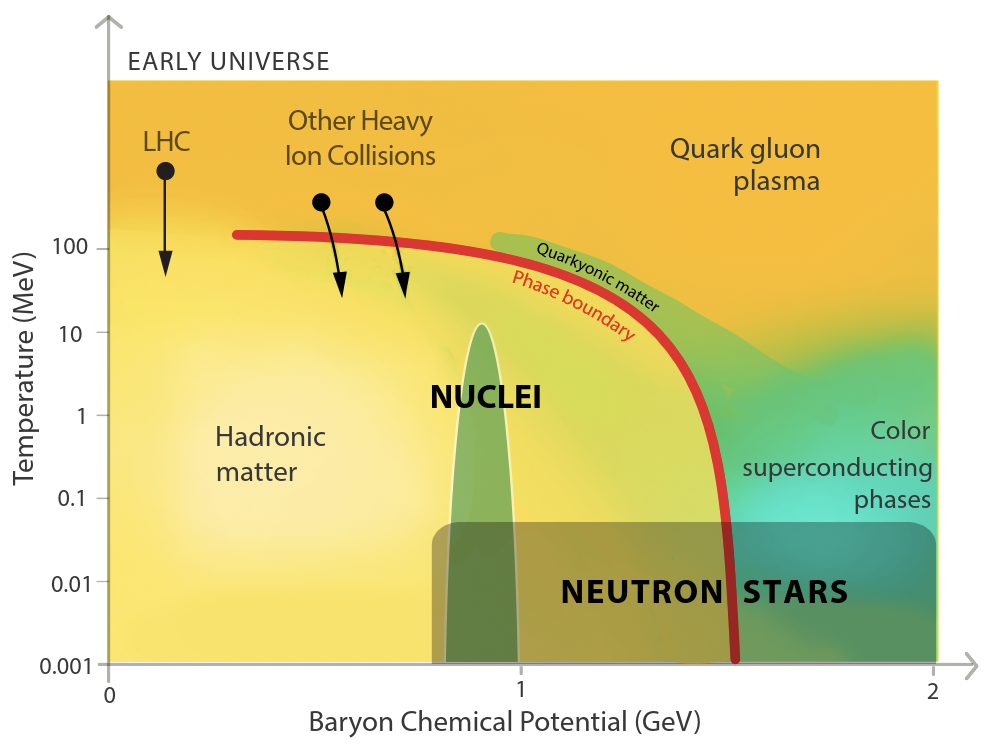 EARLY UNIVERSE
LHC
Other Heavy
Ion Collisions
Quark gluon
plasma
Quarkyonic matter
Phase boundary
NUCLEI
Hadronic
matter
Color
superconducting
phases
NEUTRON STARS
Temperature (MeV)
100
10
1
0.1
0.01
0.001
0
1
2
Baryon Chemical Potential (GeV)